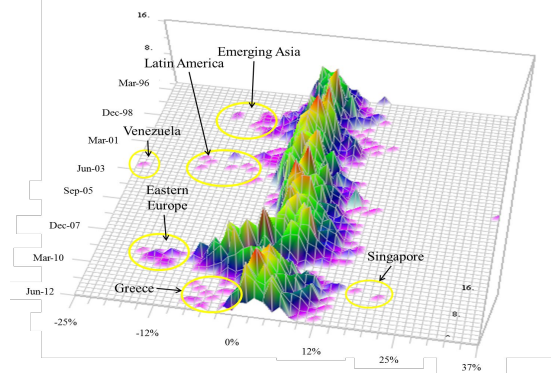 16.
8.
Emerging Asia
Latin America
Mar-96
Dec-98
Venezuela
Mar-01
Jun-03
Sep-05
Eastern
Europe
Dec-07
Singapore
Mar-10
Greece
Jun-12
16.
8.
-25%
-12%
0%
12%
25%
37%